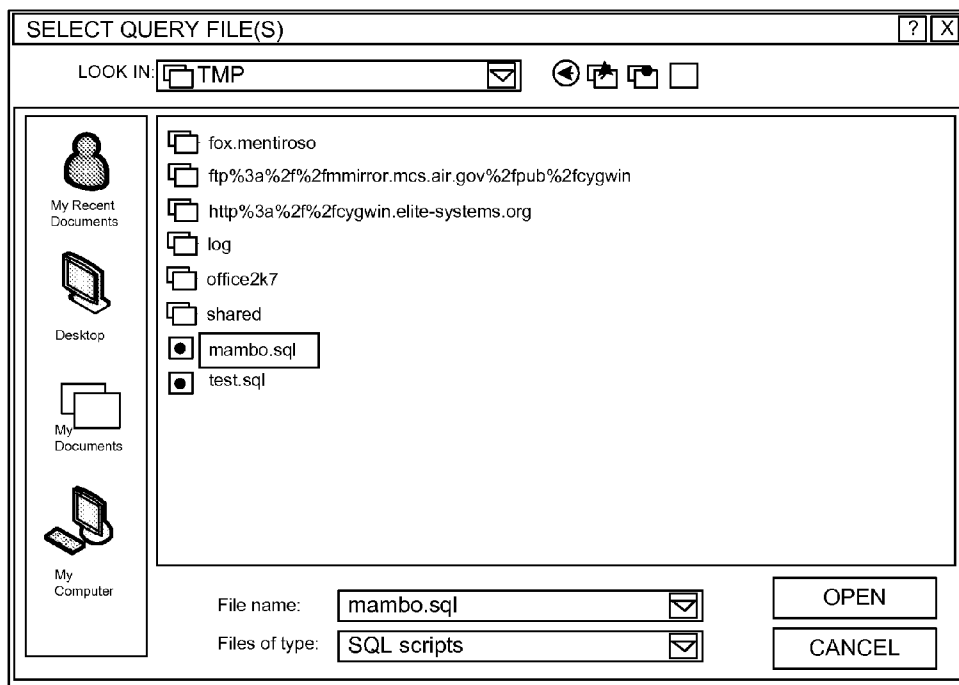 SELECT QUERY FILE(S) ? X
LOOK IN: TMP
My Recent
Documents
Desktop
My
Documents
My
Computer
fox.mentiroso
ftp%3a%2f%2fmmirror.mcs.air.gov%2fpub%2fcygwin
http%3a%2f%2fcygwin.elite-systems.org
log
office2k7
shared
mambo.sql
test.sql
File name: mambo.sql
Files of type: SQL scripts
OPEN
CANCEL